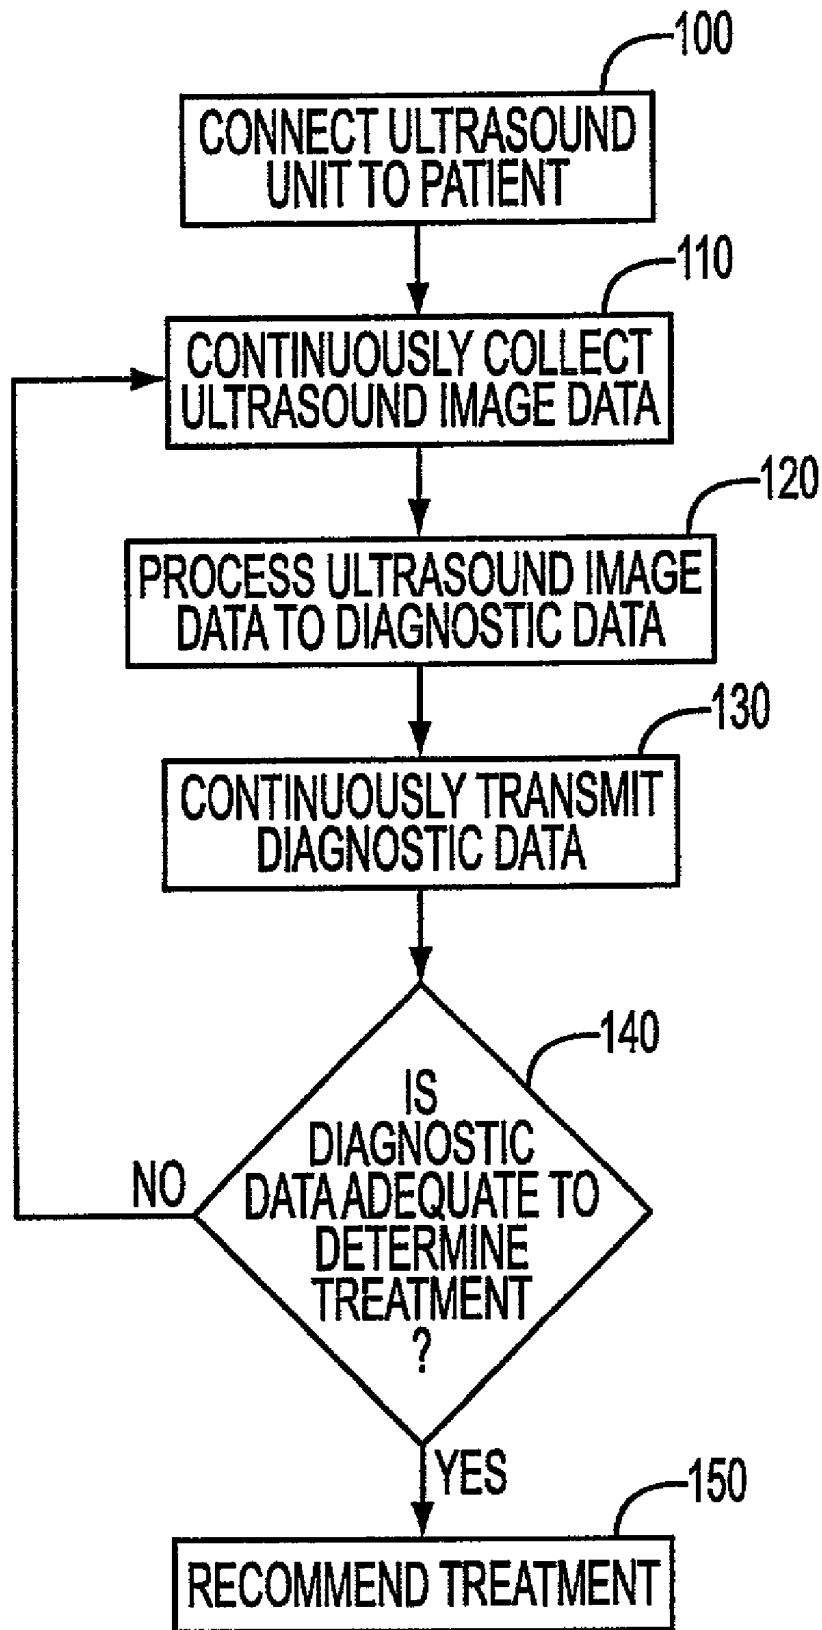 100
CONNECT ULTRASOUND
UNIT TO PATIENT
110
CONTINUOUSLY COLLECT
ULTRASOUND IMAGE DATA
120
PROCESS ULTRASOUND IMAGE
DATA TO DIAGNOSTIC DATA
130
CONTINUOUSLY TRANSMIT
DIAGNOSTIC DATA
140
IS
DIAGNOSTIC
DATA ADEQUATE TO
DETERMINE
TREATMENT
?
NO
YES
150
RECOMMEND TREATMENT